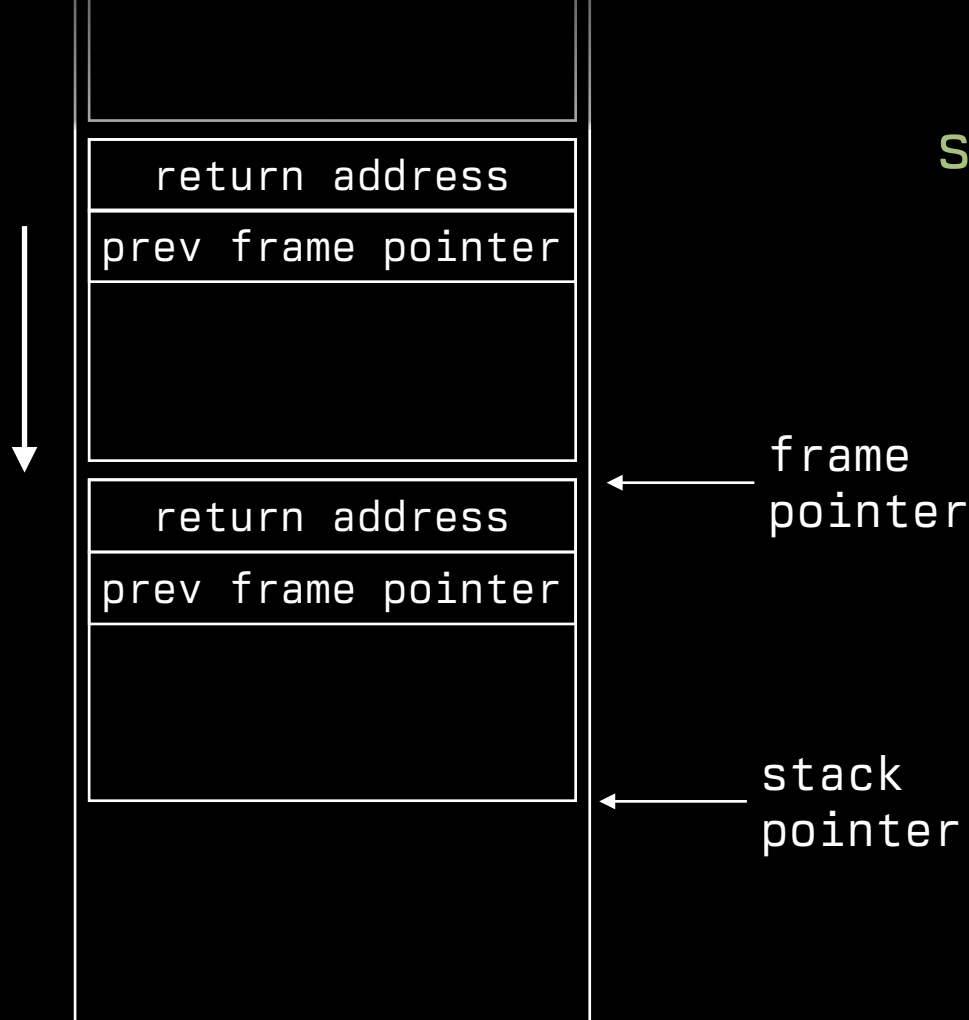 S
return address
prev frame pointer
frame
pointer
return address
prev frame pointer
stack
pointer